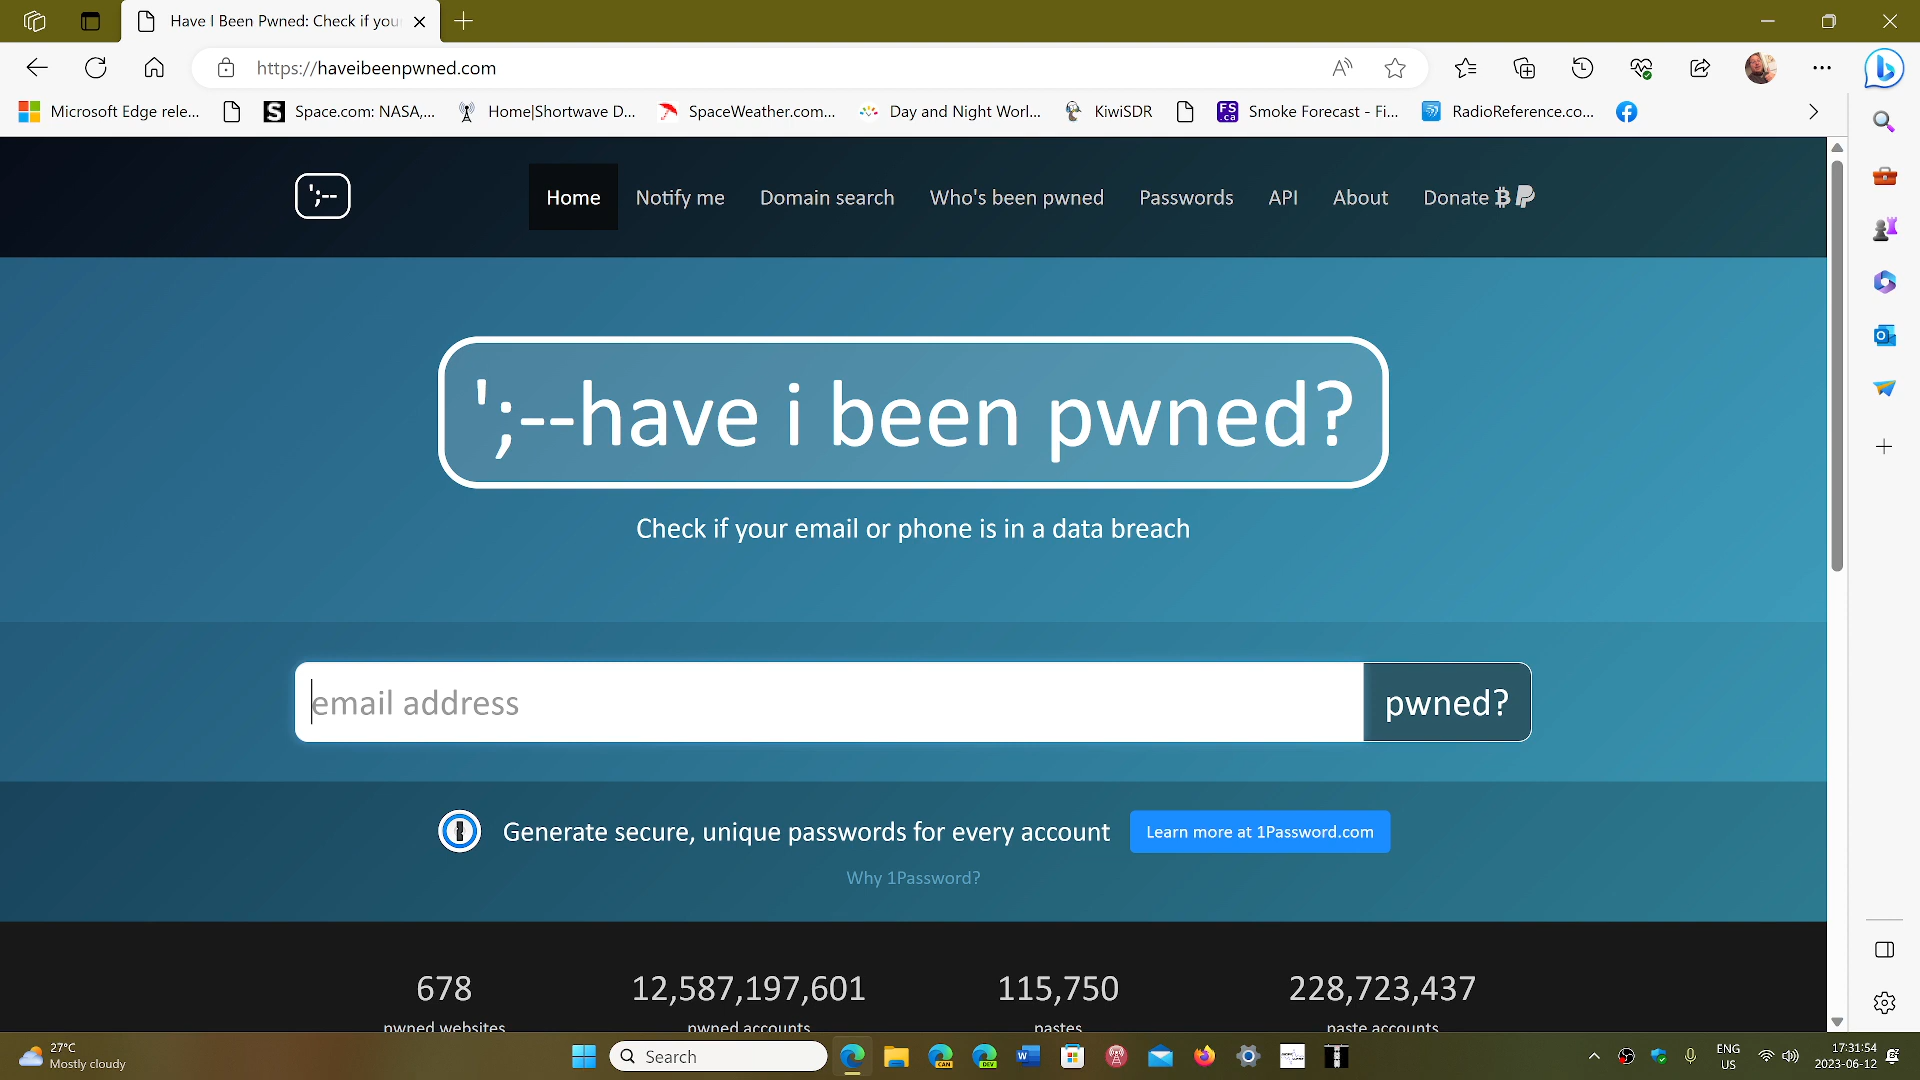 Have I Been Pwned: Check if you
https://haveibeenpwned.com
Microsoft Edge rele...
Space.com: NASA,...
Home|Shortwave D...
SpaceWeather.com...
Day and Night Worl...
KiwiSDR
FS
.ca
Smoke Forecast - Fi...
RadioReference.co...
';--
Home
Notify me
Domain search
Who's been pwned
Passwords
API
About
Donate
';--have i been pwned?
Check if your email or phone is in a data breach
email address
pwned?
Generate secure, unique passwords for every account
Learn more at 1Password.com
Why 1Password?
678
12,587,197,601
115,750
228,723,437
pwned websites
pwned accounts
pastes
paste accounts
27°C
Mostly cloudy
Search
CAN
DEV
ENG
US
17:31:54
2023-06-12